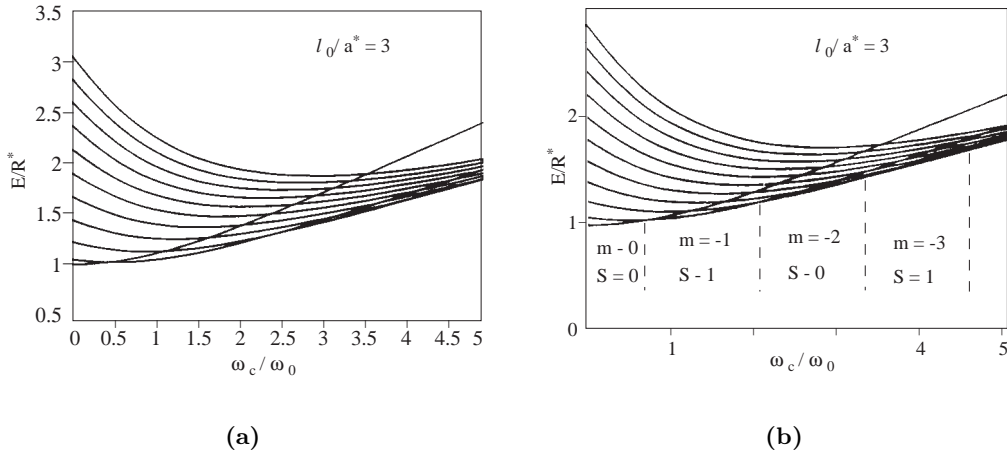 3.5
3
2.5
2
1.5
1
0.5
E/R*
l₀/a* = 3
0 0.5 1 1.5 2 2.5 3 3.5 4 4.5 5
ω_c / ω₀
(a)
2
1
0
E/R*
l₀/a* = 3
m - 0 m = -1 m = -2 m = -3
S = 0 S - 1 S - 0 S = 1
1 4 5
ω_c / ω₀
(b)